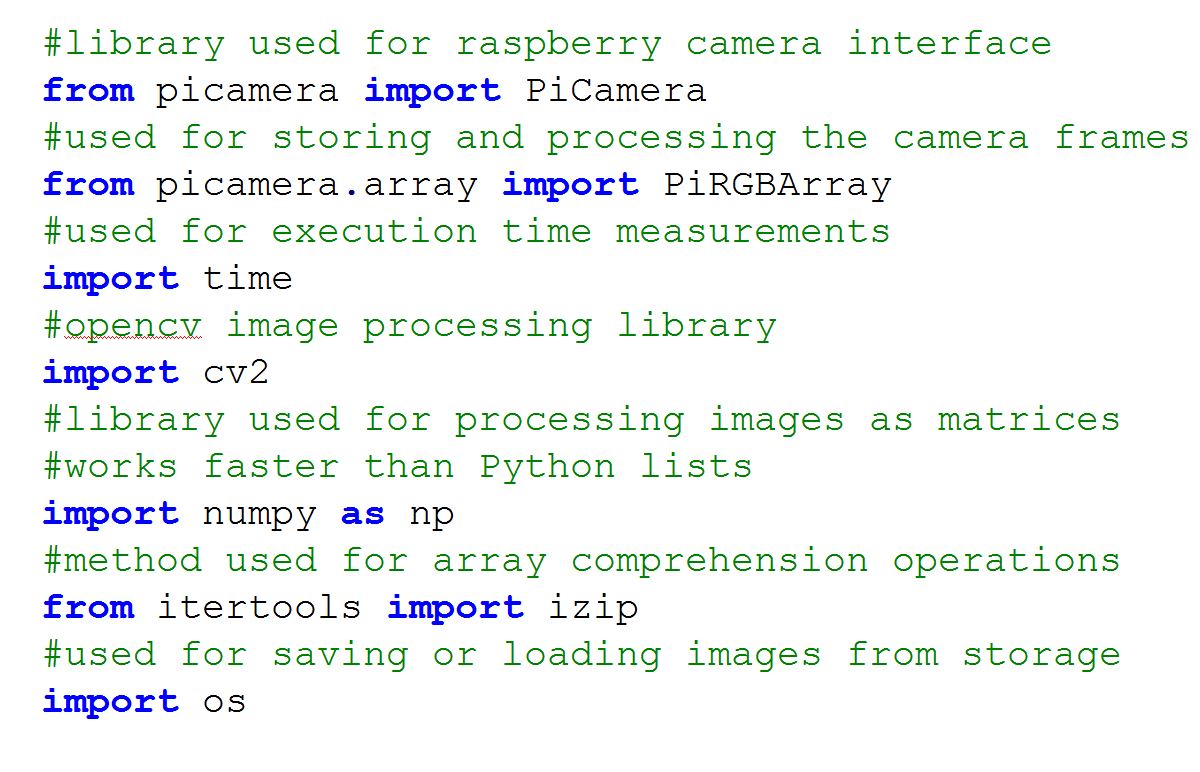 #library used for raspberry camera interface
from picamera import PiCamera
#used for storing and processing the camera frames
from picamera.array import PiRGBArray
#used for execution time measurements
import time
#opencv image processing library
import cv2
#library used for processing images as matrices
#works faster than Python lists
import numpy as np
#method used for array comprehension operations
from itertools import izip
#used for saving or loading images from storage
import os